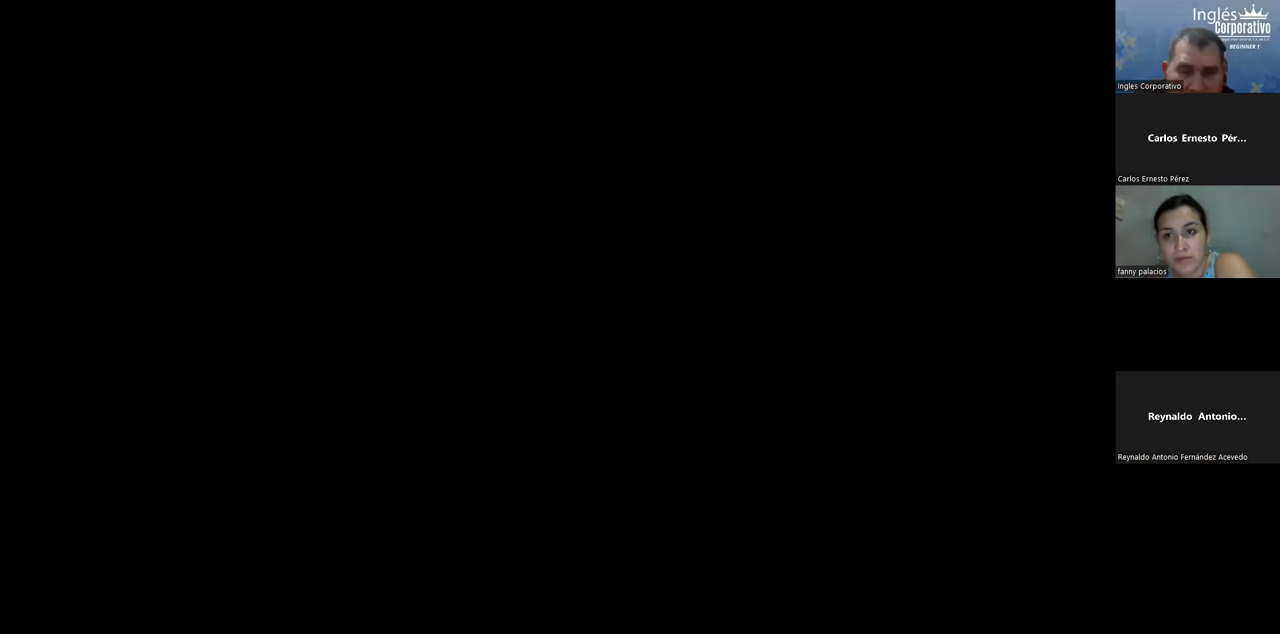 Inglés
Corporativo
BEGINNER 1
Ingles Corporativo
Carlos Ernesto Pér...
Carlos Ernesto Pérez
fanny palacios
Reynaldo Antonio...
Reynaldo Antonio Fernández Acevedo